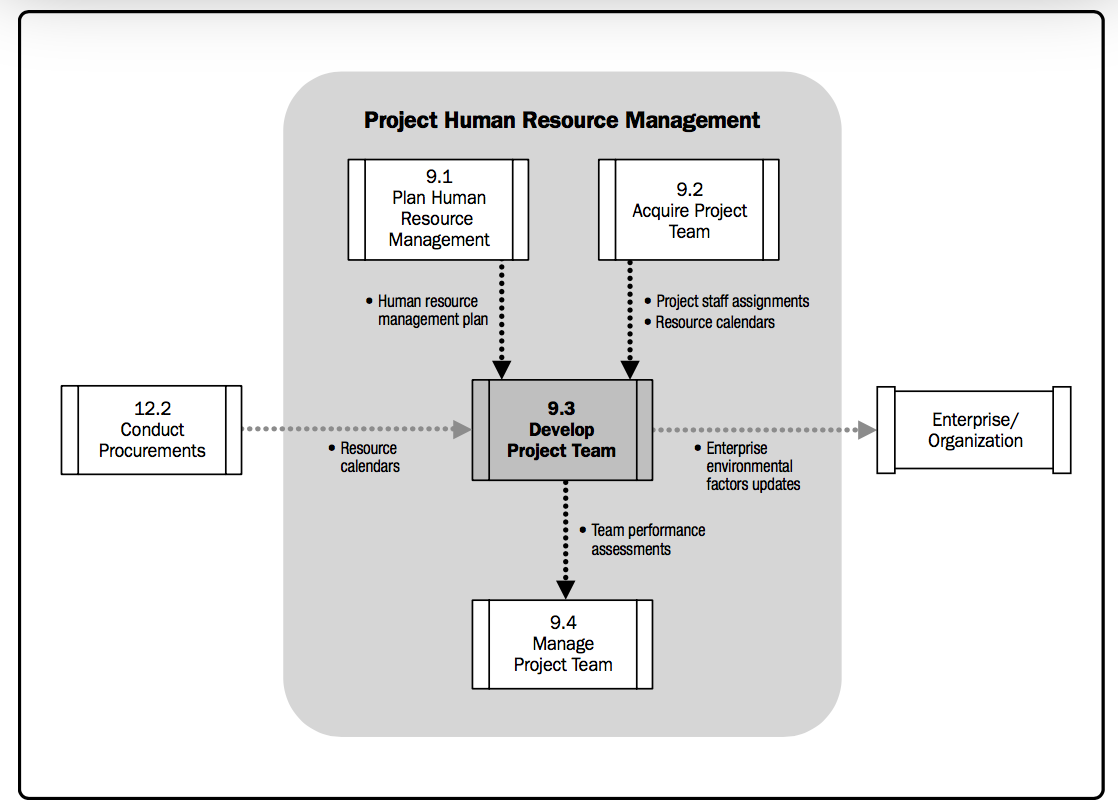 Project Human Resource Management
9.1
Plan Human
Resource
Management
9.2
Acquire Project
Team
• Human resource
management plan
• Project staff assignments
• Resource calendars
12.2
Conduct
Procurements
• Resource
calendars
9.3
Develop
Project Team
• Enterprise
environmental
factors updates
Enterprise/
Organization
• Team performance
assessments
9.4
Manage
Project Team